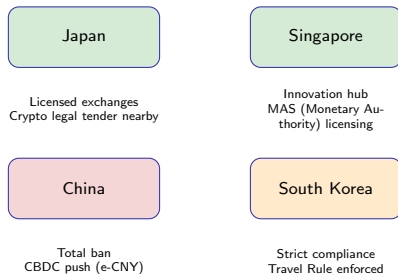 Japan
Singapore
Licensed exchanges
Crypto legal tender nearby
Innovation hub
MAS (Monetary Au-
thority) licensing
China
South Korea
Total ban
CBDC push (e-CNY)
Strict compliance
Travel Rule enforced